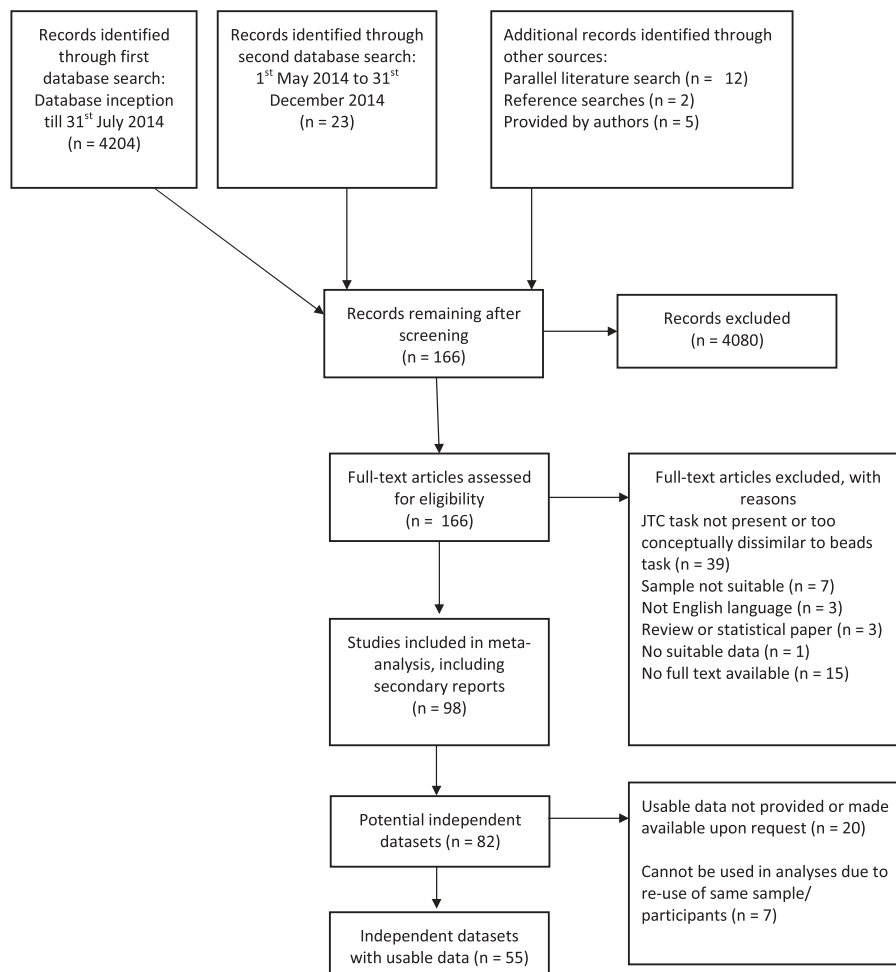 Records identified
through first
database search:
Database inception
till 31st July 2014
(n = 4204)
Records identified through
second database search:
1st May 2014 to 31st
December 2014
(n = 23)
Additional records identified through
other sources:
Parallel literature search (n = 12)
Reference searches (n = 2)
Provided by authors (n = 5)
Records remaining after
screening
(n = 166)
Records excluded
(n = 4080)
Full-text articles assessed
for eligibility
(n = 166)
Full-text articles excluded, with
reasons
JTC task not present or too
conceptually dissimilar to beads
task (n = 39)
Sample not suitable (n = 7)
Not English language (n = 3)
Review or statistical paper (n = 3)
No suitable data (n = 1)
No full text available (n = 15)
Studies included in meta-
analysis, including
secondary reports
(n = 98)
Potential independent
datasets (n = 82)
Usable data not provided or made
available upon request (n = 20)
Cannot be used in analyses due to
re-use of same sample/
participants (n = 7)
Independent datasets
with usable data (n = 55)